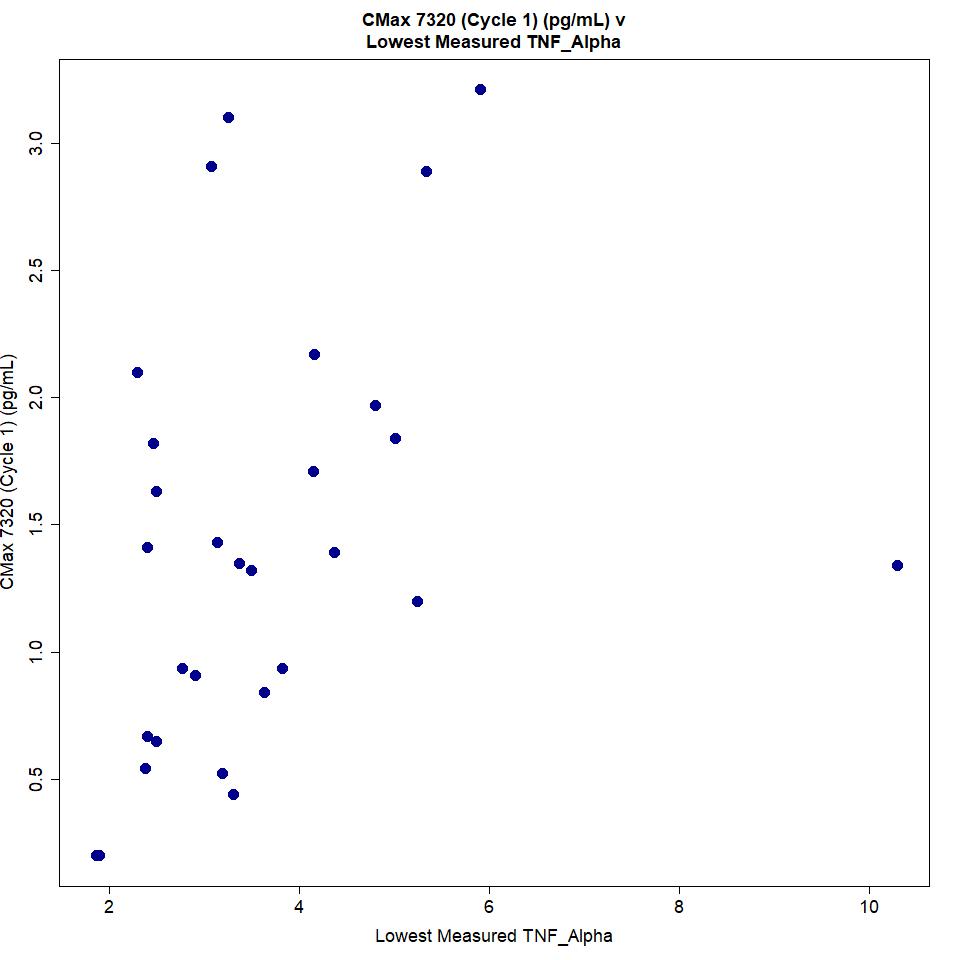 CMax 7320 (Cycle 1) (pg/mL) v
Lowest Measured TNF_Alpha
CMax 7320 (Cycle 1) (pg/mL)
3.0
2.5
2.0
1.5
1.0
0.5
2 4 6 8 10
Lowest Measured TNF_Alpha